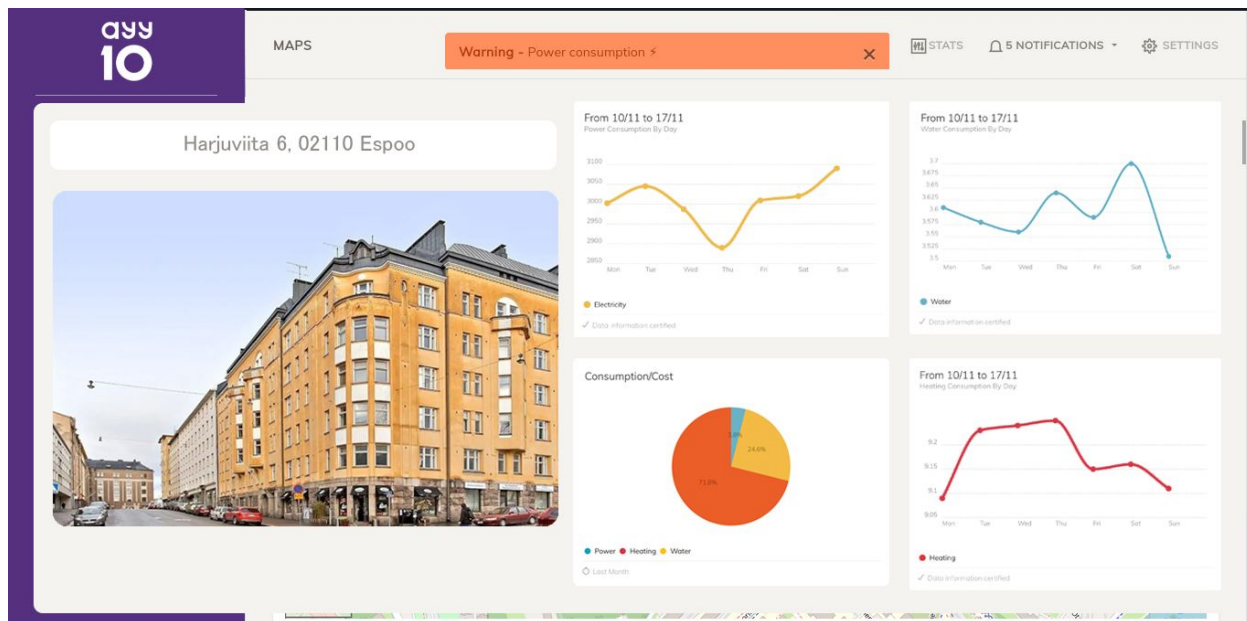 ayy
10
MAPS
Warning - Power consumption ⚡ ×
STATS
5 NOTIFICATIONS
SETTINGS
Harjuviita 6, 02110 Espoo
From 10/11 to 17/11
Power Consumption By Day
3100
3050
3000
2950
2900
2850
Mon Tue Wed Thu Fri Sat Sun
Electricity
Data information certified
From 10/11 to 17/11
Water Consumption By Day
3.7
3.675
3.65
3.625
3.6
3.575
3.55
3.525
3.5
Mon Tue Wed Thu Fri Sat Sun
Water
Data information certified
Consumption/Cost
24.6%
71.8%
Power Heating Water
Last Month
From 10/11 to 17/11
Heating Consumption By Day
9.2
9.15
9.1
9.05
Mon Tue Wed Thu Fri Sat Sun
Heating
Data information certified